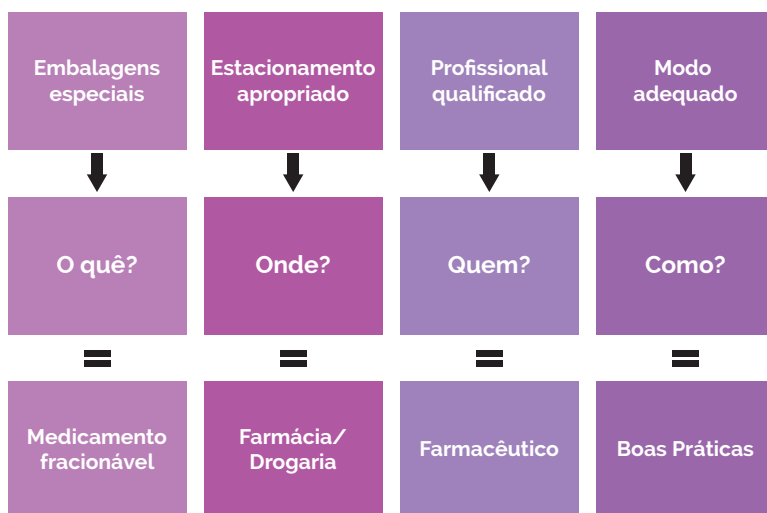 Embalagens
especiais
Estacionamento
apropriado
Profissional
qualificado
Modo
adequado
O quê?
Onde?
Quem?
Como?
Medicamento
fracionável
Farmácia/
Drogaria
Farmacêutico
Boas Práticas